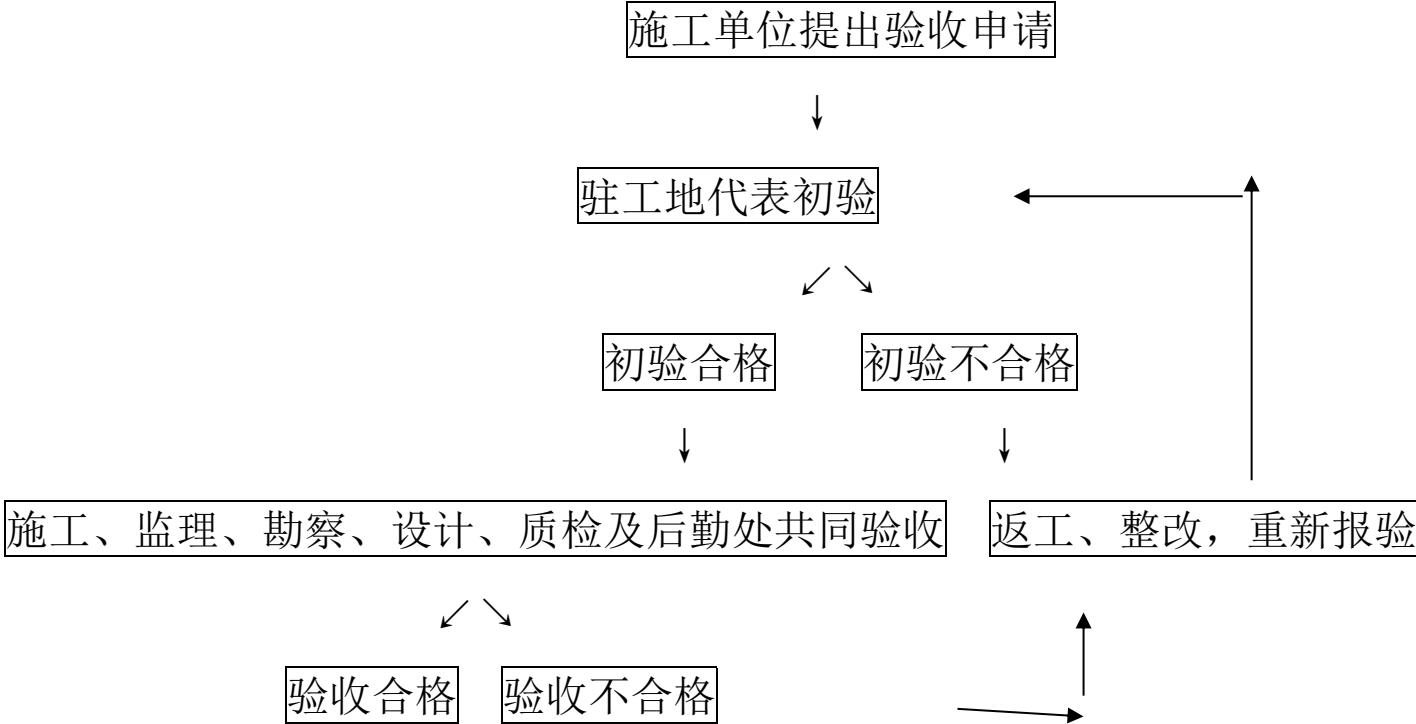 施工单位提出验收申请
驻工地代表初验
初验合格 初验不合格
施工、监理、勘察、设计、质检及后勤处共同验收 返工、整改，重新报验
验收合格 验收不合格